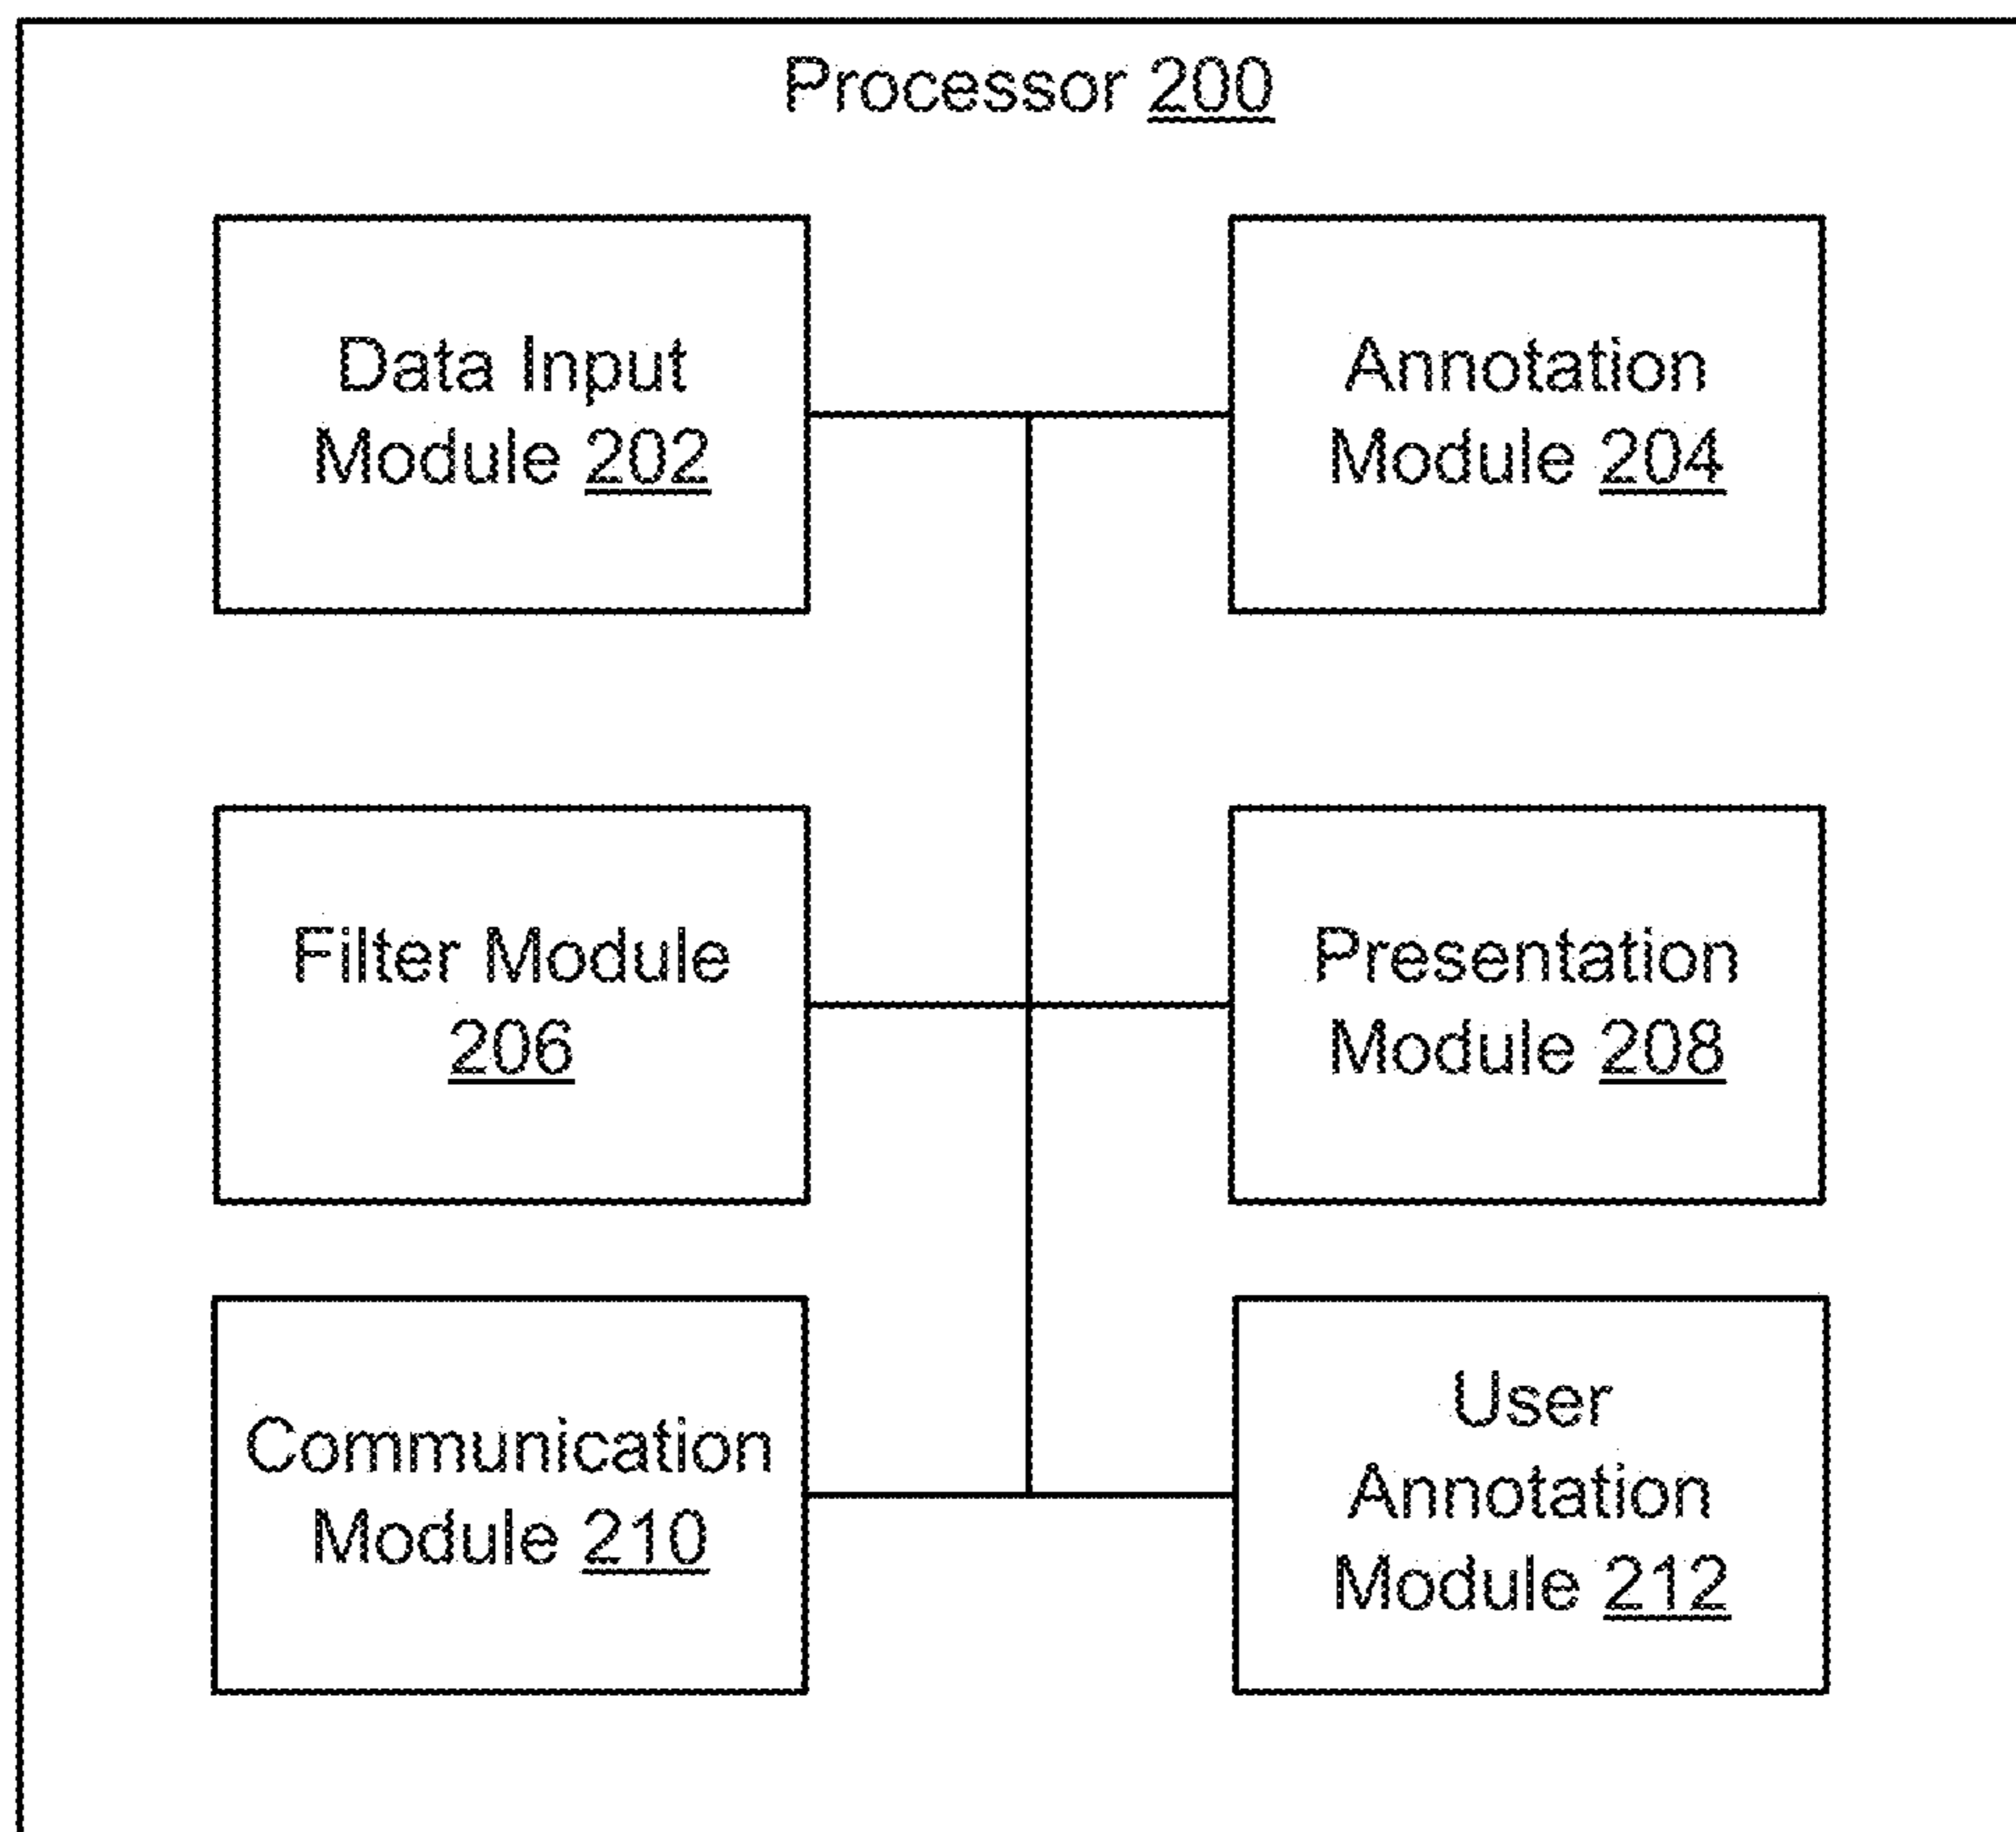 Processor 200
Data Input
Module 202
Annotation
Module 204
Filter Module
206
Presentation
Module 208
Communication
Module 210
User
Annotation
Module 212